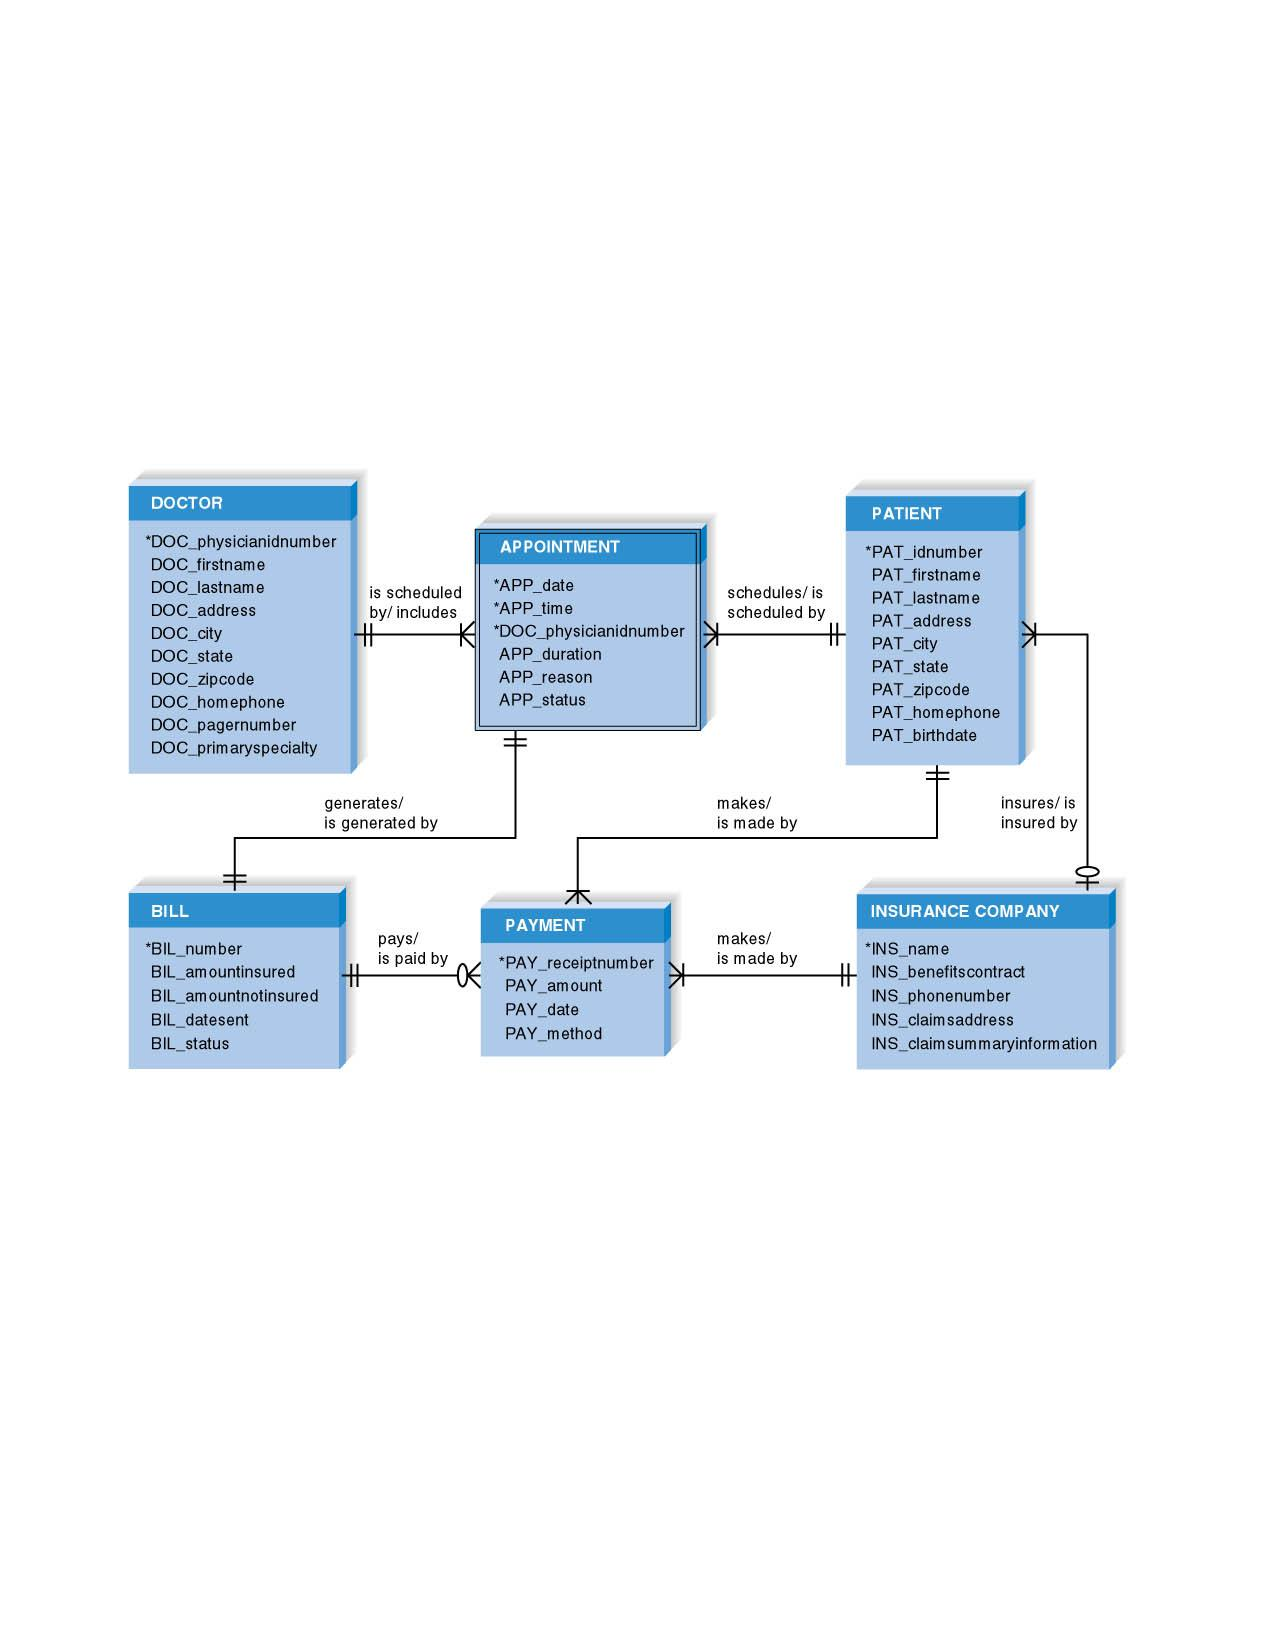 DOCTOR
*DOC_physicianidnumber
DOC_firstname
DOC_lastname
DOC_address
DOC_city
DOC_state
DOC_zipcode
DOC_homephone
DOC_pagernumber
DOC_primaryspecialty
is scheduled
by/ includes
APPOINTMENT
*APP_date
*APP_time
*DOC_physicianidnumber
APP_duration
APP_reason
APP_status
schedules/ is
scheduled by
PATIENT
*PAT_idnumber
PAT_firstname
PAT_lastname
PAT_address
PAT_city
PAT_state
PAT_zipcode
PAT_homephone
PAT_birthdate
generates/
is generated by
makes/
is made by
insures/ is
insured by
BILL
*BIL_number
BIL_amountinsured
BIL_amountnotinsured
BIL_datesent
BIL_status
pays/
is paid by
PAYMENT
*PAY_receiptnumber
PAY_amount
PAY_date
PAY_method
makes/
is made by
INSURANCE COMPANY
*INS_name
INS_benefitscontract
INS_phonenumber
INS_claimsaddress
INS_claimsummaryinformation